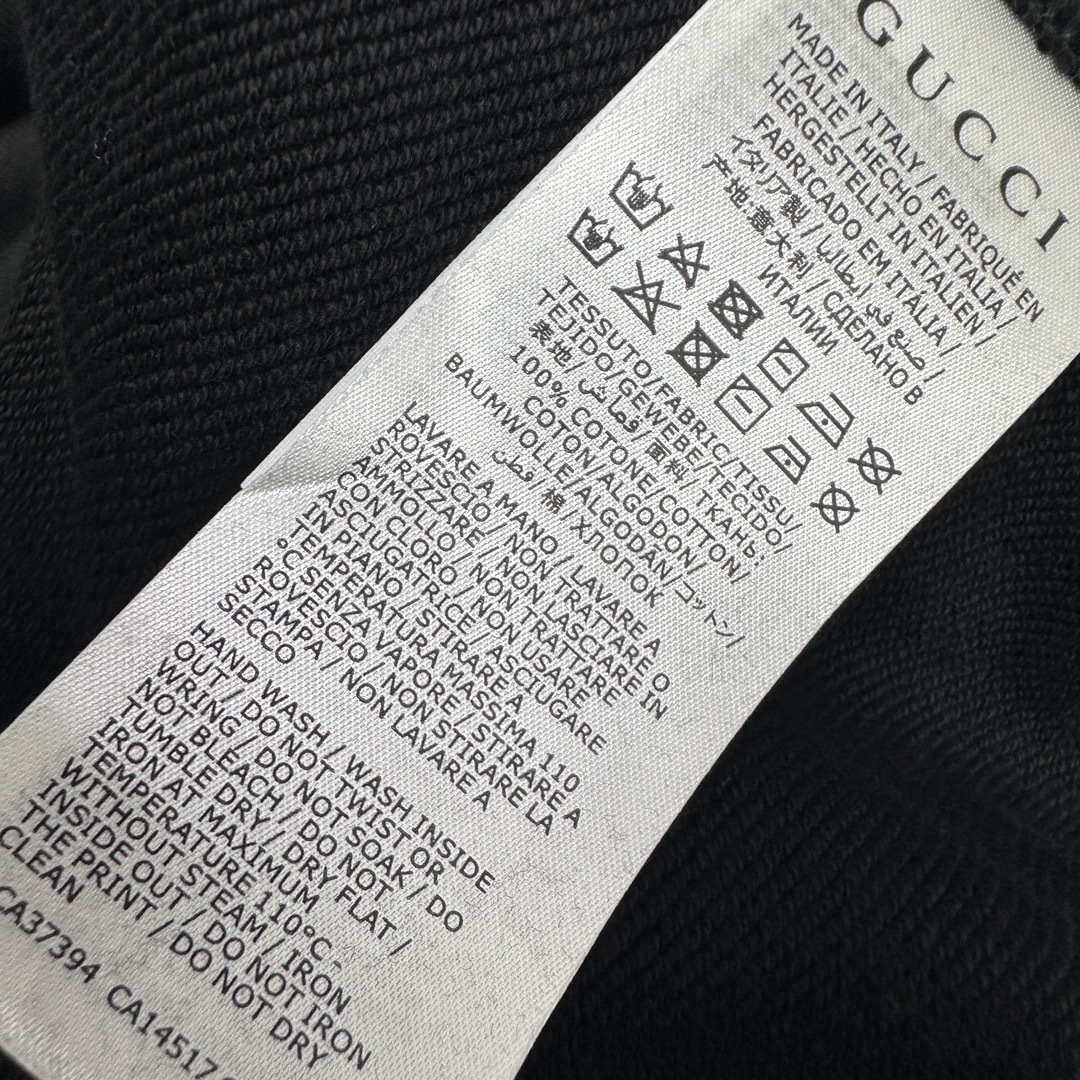 GUCCI
MADE IN ITALY / FABRIQUÉ EN
ITALIE / HECHO EN ITALIA /
HERGESTELLT IN ITALIEN /
FABRICADO EM ITALIA /
イタリア製 / صنع في ايطاليا /
产地:意大利 / СДЕЛАНО В
ИТАЛИИ
TESSUTO/FABRIC/TISSU/
TEJIDO/GEWEBE/TECIDO/
表地/قماش/面料/ТКАНЬ:
100% COTONE/COTTON/
COTON/ALGODON/
BAUMWOLLE/ALGODÁN/コットン/
قطن/棉/ХЛОПОК
LAVARE A MANO / LAVARE A
ROVESCIO / NON TRATTARE O
STRIZZARE / NON LASCIARE IN
AMMOLLO / NON TRATTARE
CON CLORO / NON USARE
ASCIUGATRICE / ASCIUGARE
IN PIANO / STIRARE A
TEMPERATURA MASSIMA 110
°C SENZA VAPORE / STIRARE A
ROVESCIO / NON STIRARE LA
STAMPA / NON LAVARE A
SECCO
HAND WASH / WASH INSIDE
OUT / DO NOT TWIST OR
WRING / DO NOT SOAK / DO
NOT BLEACH / DO NOT
TUMBLE DRY / DRY FLAT /
IRON AT MAXIMUM
TEMPERATURE 110°C -
WITHOUT STEAM / IRON
INSIDE OUT / DO NOT IRON
THE PRINT / DO NOT DRY
CLEAN
CA37394 CA14517